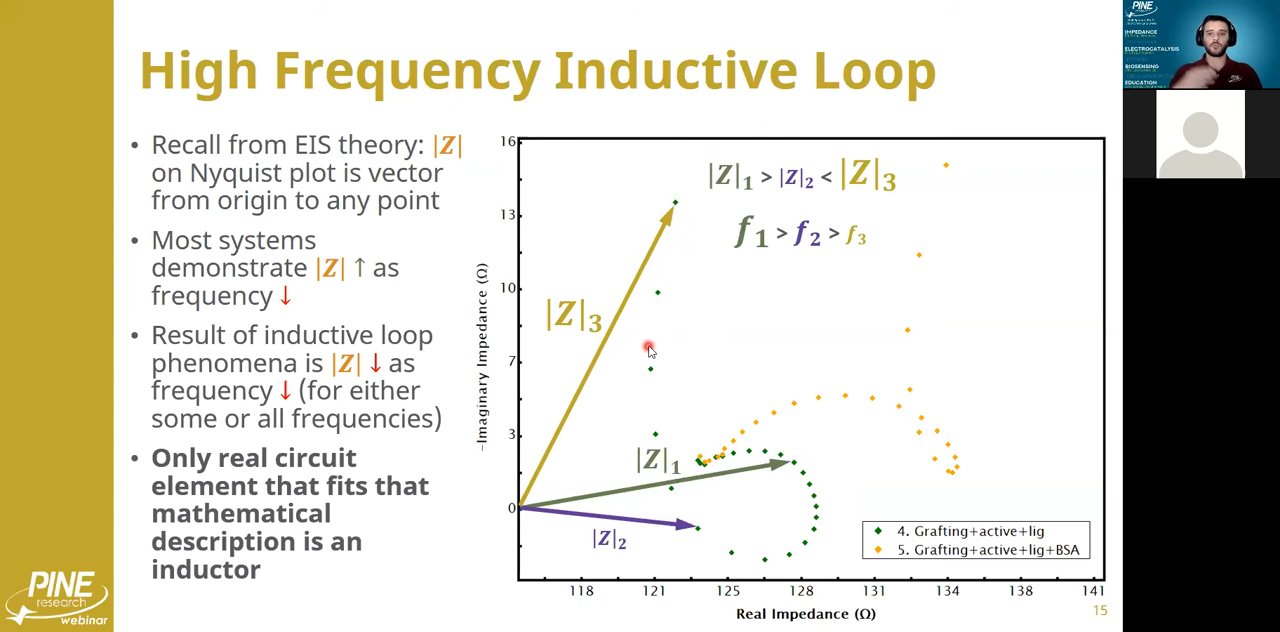 High Frequency Inductive Loop
• Recall from EIS theory: |Z|
on Nyquist plot is vector
from origin to any point
• Most systems
demonstrate |Z| ↑ as
frequency ↓
• Result of inductive loop
phenomena is |Z| ↓ as
frequency ↓ (for either
some or all frequencies)
• Only real circuit
element that fits that
mathematical
description is an
inductor
PINE
research
webinar
|Z|₁ > |Z|₂ < |Z|₃
f₁ > f₂ > f₃
|Z|₃
|Z|₁
|Z|₂
16
13
10
7
3
0
−Imaginary Impedance (Ω)
4. Grafting+active+lig
5. Grafting+active+lig+BSA
118 121 125 128 131 134 138 141
Real Impedance (Ω)
15
PINE
IMPEDANCE
ELECTROCATALYSIS
BIOSENSING
EDUCATION
PINE